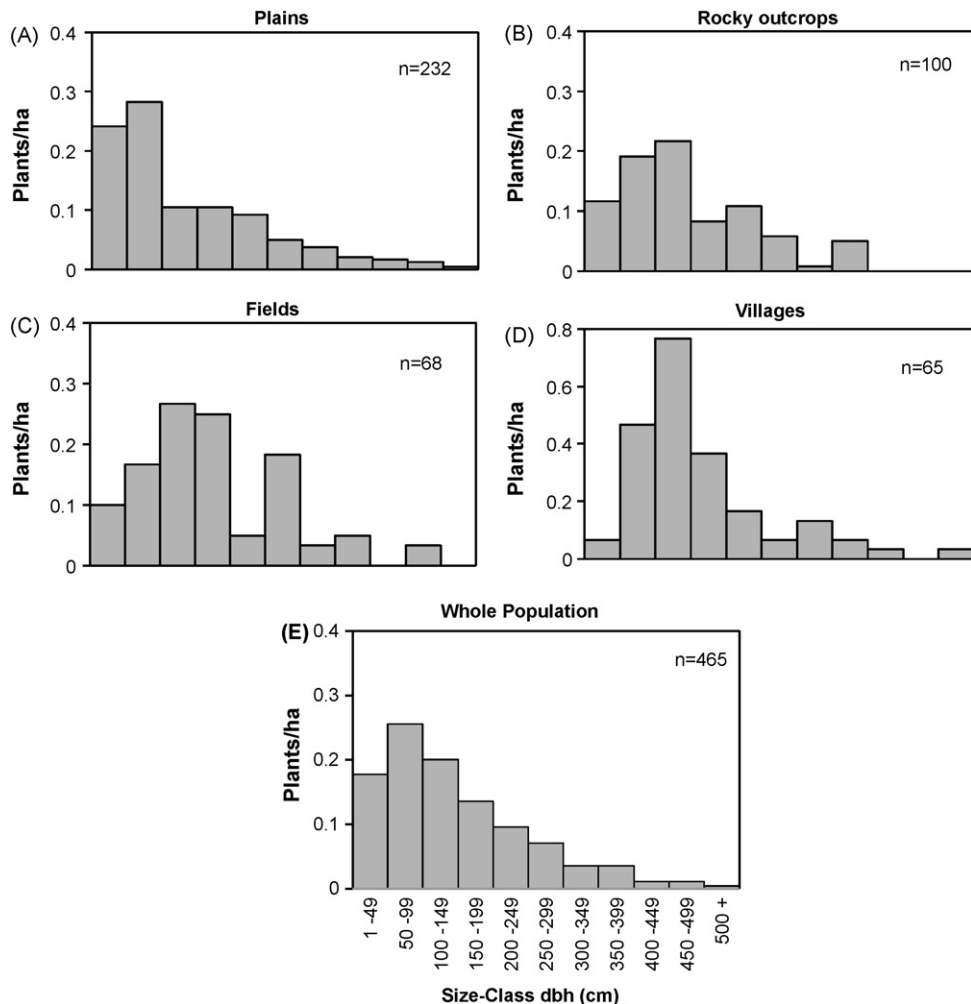 Plains
(A)
0.4
0.3
0.2
0.1
0
Plants/ha
n=232
Rocky outcrops
(B)
0.4
0.3
0.2
0.1
0
Plants/ha
n=100
Fields
(C)
0.4
0.3
0.2
0.1
0
Plants/ha
n=68
Villages
(D)
0.8
0.6
0.4
0.2
0
Plants/ha
n=65
Whole Population
(E)
0.4
0.3
0.2
0.1
0
Plants/ha
n=465
1 -49
50 -99
100 -149
150 -199
200 -249
250 -299
300 -349
350 -399
400 -449
450 -499
500 +
Size-Class dbh (cm)